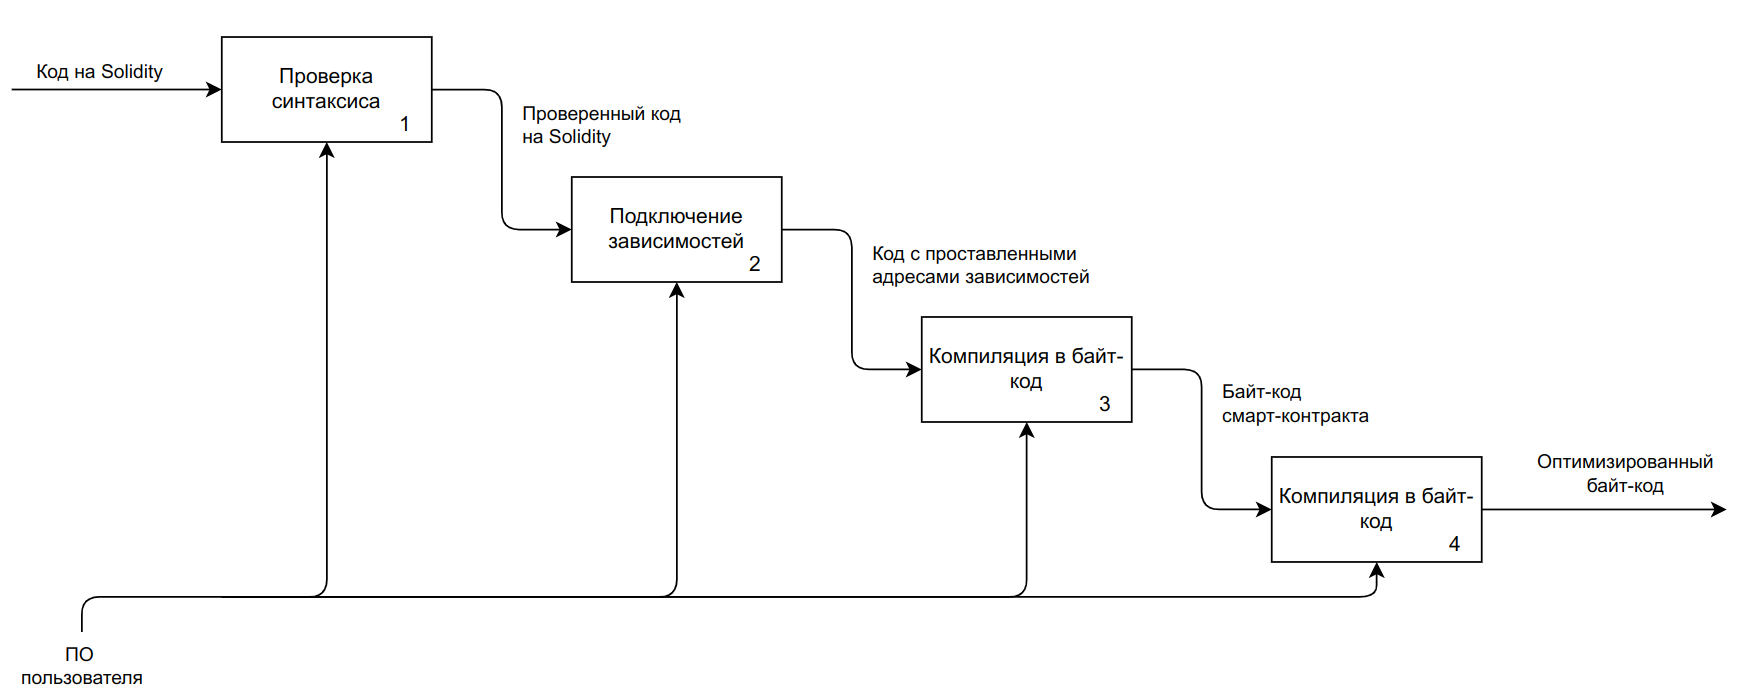 Код на Solidity
Проверка
синтаксиса
1
Проверенный код
на Solidity
Подключение
зависимостей
2
Код с проставленными
адресами зависимостей
Компиляция в байт-
код
3
Байт-код
смарт-контракта
Компиляция в байт-
код
4
Оптимизированный
байт-код
ПО
пользователя